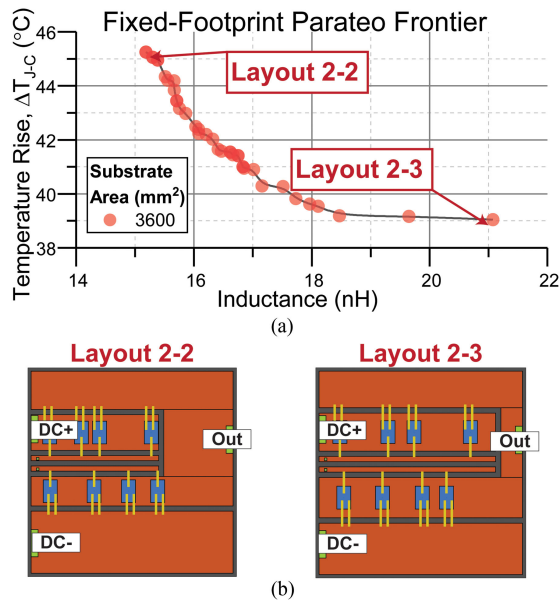 Fixed-Footprint Parateo Frontier
Temperature Rise, ΔT_J-C (°C)
46
44
42
40
38
Layout 2-2
Layout 2-3
Substrate
Area (mm²)
3600
14
16
18
20
22
Inductance (nH)
(a)
Layout 2-2
Layout 2-3
DC+
Out
DC-
DC+
Out
DC-
(b)